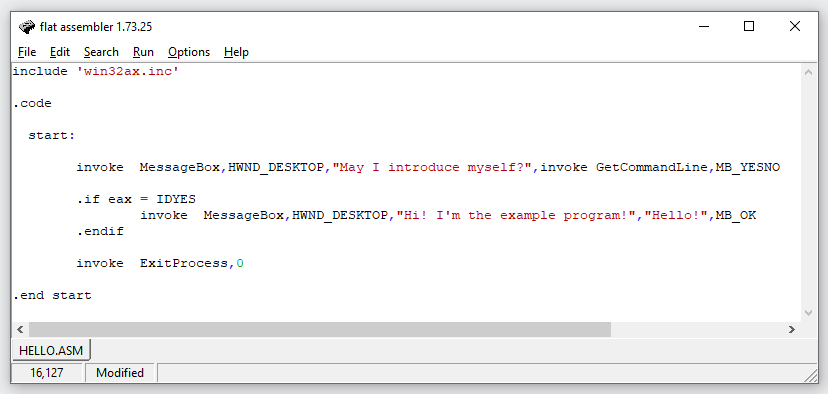 flat assembler 1.73.25
File Edit Search Run Options Help
include 'win32ax.inc'
.code
start:
invoke MessageBox,HWND_DESKTOP,"May I introduce myself?",invoke GetCommandLine,MB_YESNO
.if eax = IDYES
invoke MessageBox,HWND_DESKTOP,"Hi! I'm the example program!","Hello!",MB_OK
.endif
invoke ExitProcess,0
.end start
HELLO.ASM
16,127 Modified